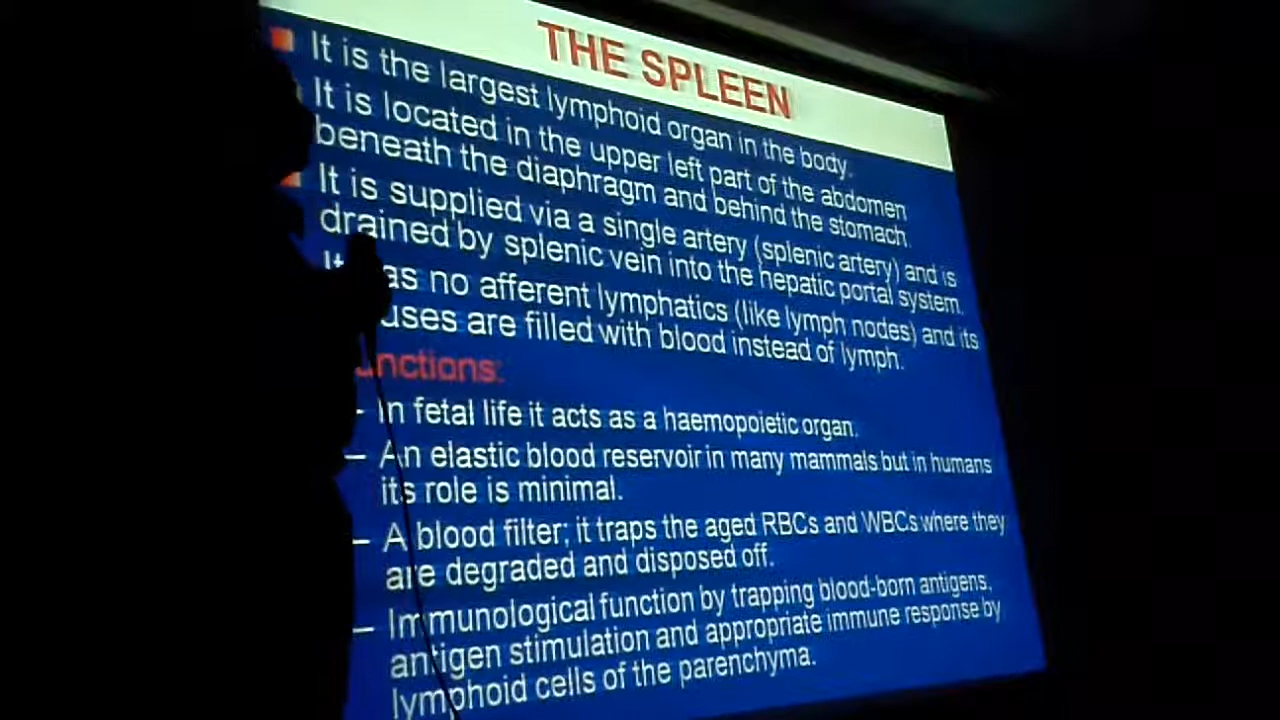 THE SPLEEN
It is the largest lymphoid organ in the body.
It is located in the upper left part of the abdomen
beneath the diaphragm and behind the stomach.
It is supplied via a single artery (splenic artery) and is
drained by splenic vein into the hepatic portal system.
It as no afferent lymphatics (like lymph nodes) and its
uses are filled with blood instead of lymph.
unctions:
– In fetal life it acts as a haemopoietic organ.
– An elastic blood reservoir in many mammals but in humans
its role is minimal.
– A blood filter; it traps the aged RBCs and WBCs where they
are degraded and disposed off.
– Immunological function by trapping blood-born antigens,
antigen stimulation and appropriate immune response by
lymphoid cells of the parenchyma.